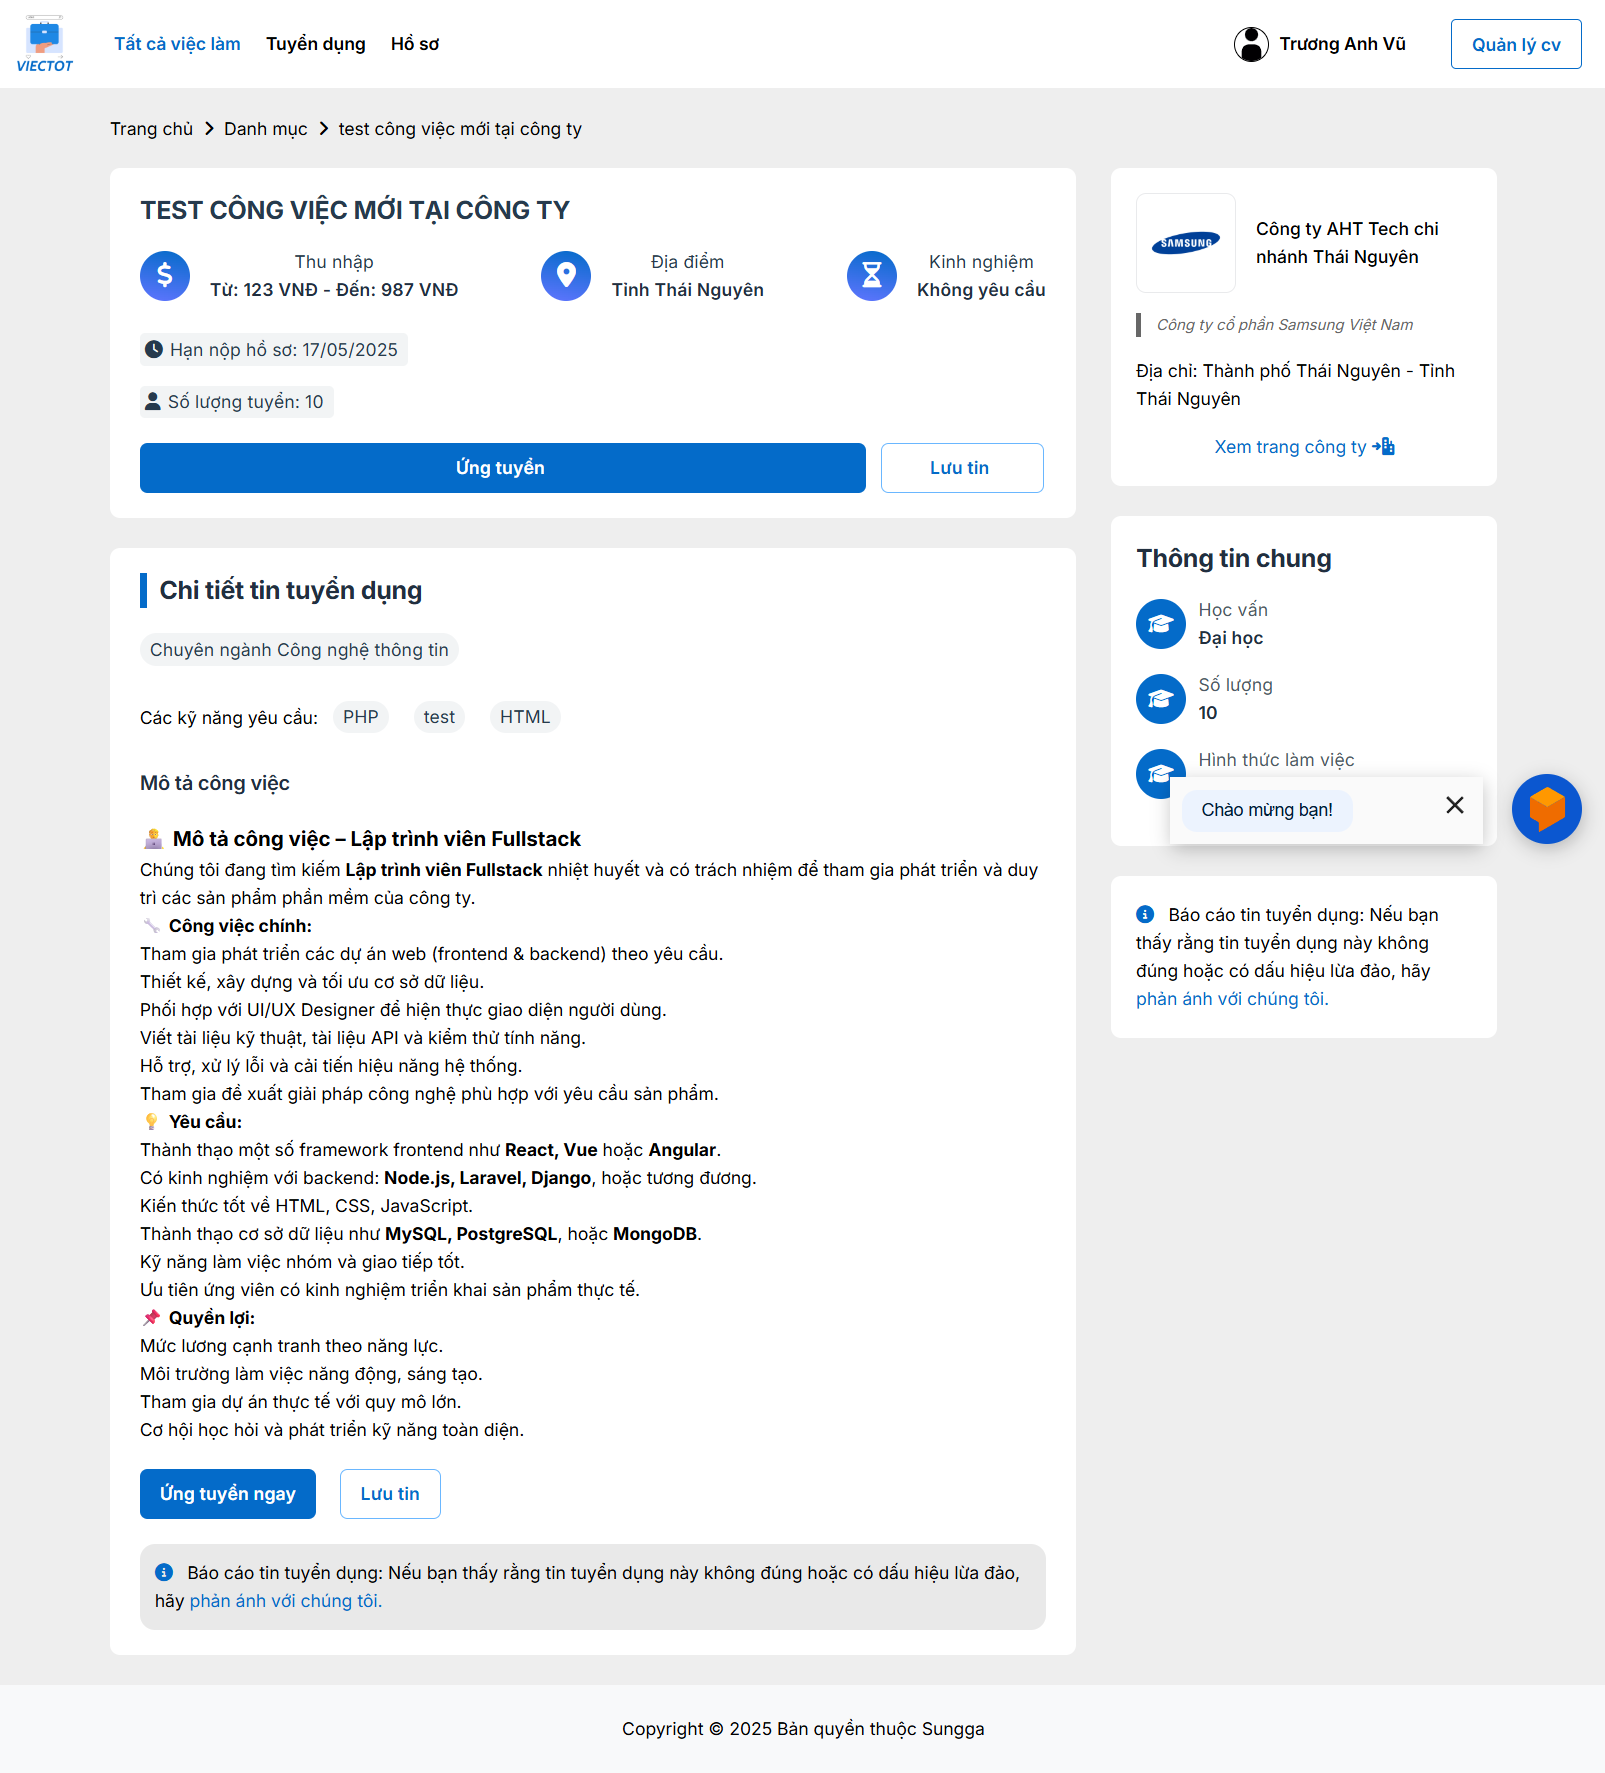 VIECTOT
Tất cả việc làm
Tuyển dụng
Hồ sơ
Trương Anh Vũ
Quản lý cv
Trang chủ
Danh mục
test công việc mới tại công ty
TEST CÔNG VIỆC MỚI TẠI CÔNG TY
Thu nhập
Từ: 123 VNĐ - Đến: 987 VNĐ
Địa điểm
Tỉnh Thái Nguyên
Kinh nghiệm
Không yêu cầu
Hạn nộp hồ sơ: 17/05/2025
Số lượng tuyển: 10
Ứng tuyển
Lưu tin
Chi tiết tin tuyển dụng
Chuyên ngành Công nghệ thông tin
Các kỹ năng yêu cầu:
PHP
test
HTML
Mô tả công việc
Mô tả công việc – Lập trình viên Fullstack
Chúng tôi đang tìm kiếm Lập trình viên Fullstack nhiệt huyết và có trách nhiệm để tham gia phát triển và duy
trì các sản phẩm phần mềm của công ty.
Công việc chính:
Tham gia phát triển các dự án web (frontend & backend) theo yêu cầu.
Thiết kế, xây dựng và tối ưu cơ sở dữ liệu.
Phối hợp với UI/UX Designer để hiện thực giao diện người dùng.
Viết tài liệu kỹ thuật, tài liệu API và kiểm thử tính năng.
Hỗ trợ, xử lý lỗi và cải tiến hiệu năng hệ thống.
Tham gia đề xuất giải pháp công nghệ phù hợp với yêu cầu sản phẩm.
Yêu cầu:
Thành thạo một số framework frontend như React, Vue hoặc Angular.
Có kinh nghiệm với backend: Node.js, Laravel, Django, hoặc tương đương.
Kiến thức tốt về HTML, CSS, JavaScript.
Thành thạo cơ sở dữ liệu như MySQL, PostgreSQL, hoặc MongoDB.
Kỹ năng làm việc nhóm và giao tiếp tốt.
Ưu tiên ứng viên có kinh nghiệm triển khai sản phẩm thực tế.
Quyền lợi:
Mức lương cạnh tranh theo năng lực.
Môi trường làm việc năng động, sáng tạo.
Tham gia dự án thực tế với quy mô lớn.
Cơ hội học hỏi và phát triển kỹ năng toàn diện.
Ứng tuyển ngay
Lưu tin
Báo cáo tin tuyển dụng: Nếu bạn thấy rằng tin tuyển dụng này không đúng hoặc có dấu hiệu lừa đảo,
hãy phản ánh với chúng tôi.
SAMSUNG
Công ty AHT Tech chi
nhánh Thái Nguyên
Công ty cổ phần Samsung Việt Nam
Địa chỉ: Thành phố Thái Nguyên - Tỉnh
Thái Nguyên
Xem trang công ty
Thông tin chung
Học vấn
Đại học
Số lượng
10
Hình thức làm việc
Chào mừng bạn!
Báo cáo tin tuyển dụng: Nếu bạn
thấy rằng tin tuyển dụng này không
đúng hoặc có dấu hiệu lừa đảo, hãy
phản ánh với chúng tôi.
Copyright © 2025 Bản quyền thuộc Sungga